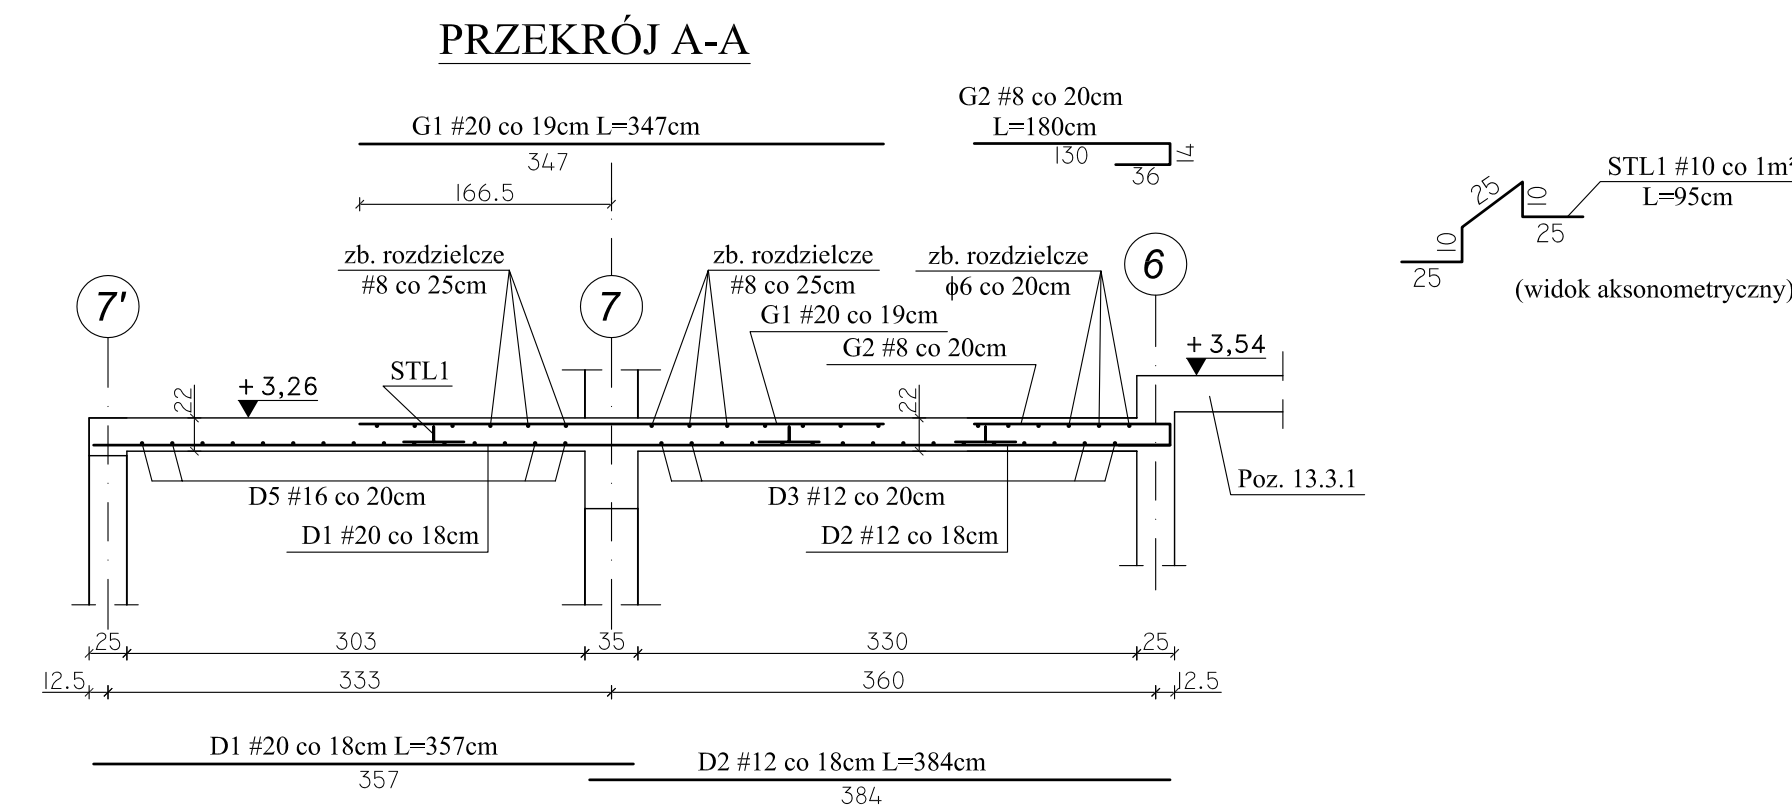 PRZEKRÓJ A-A
G1 #20 co 19cm L=347cm
347
166.5
G2 #8 co 20cm
L=180cm
130
14
36
STL1 #10 co 1m²
L=95cm
25
10
25
10
25
(widok aksonometryczny)
zb. rozdzielcze
#8 co 25cm
zb. rozdzielcze
#8 co 25cm
zb. rozdzielcze
ϕ6 co 20cm
7'
7
6
G1 #20 co 19cm
G2 #8 co 20cm
+ 3,54
STL1
+ 3,26
22
22
D5 #16 co 20cm
D3 #12 co 20cm
Poz. 13.3.1
D1 #20 co 18cm
D2 #12 co 18cm
25
303
35
330
25
12.5
333
360
12.5
D1 #20 co 18cm L=357cm
357
D2 #12 co 18cm L=384cm
384